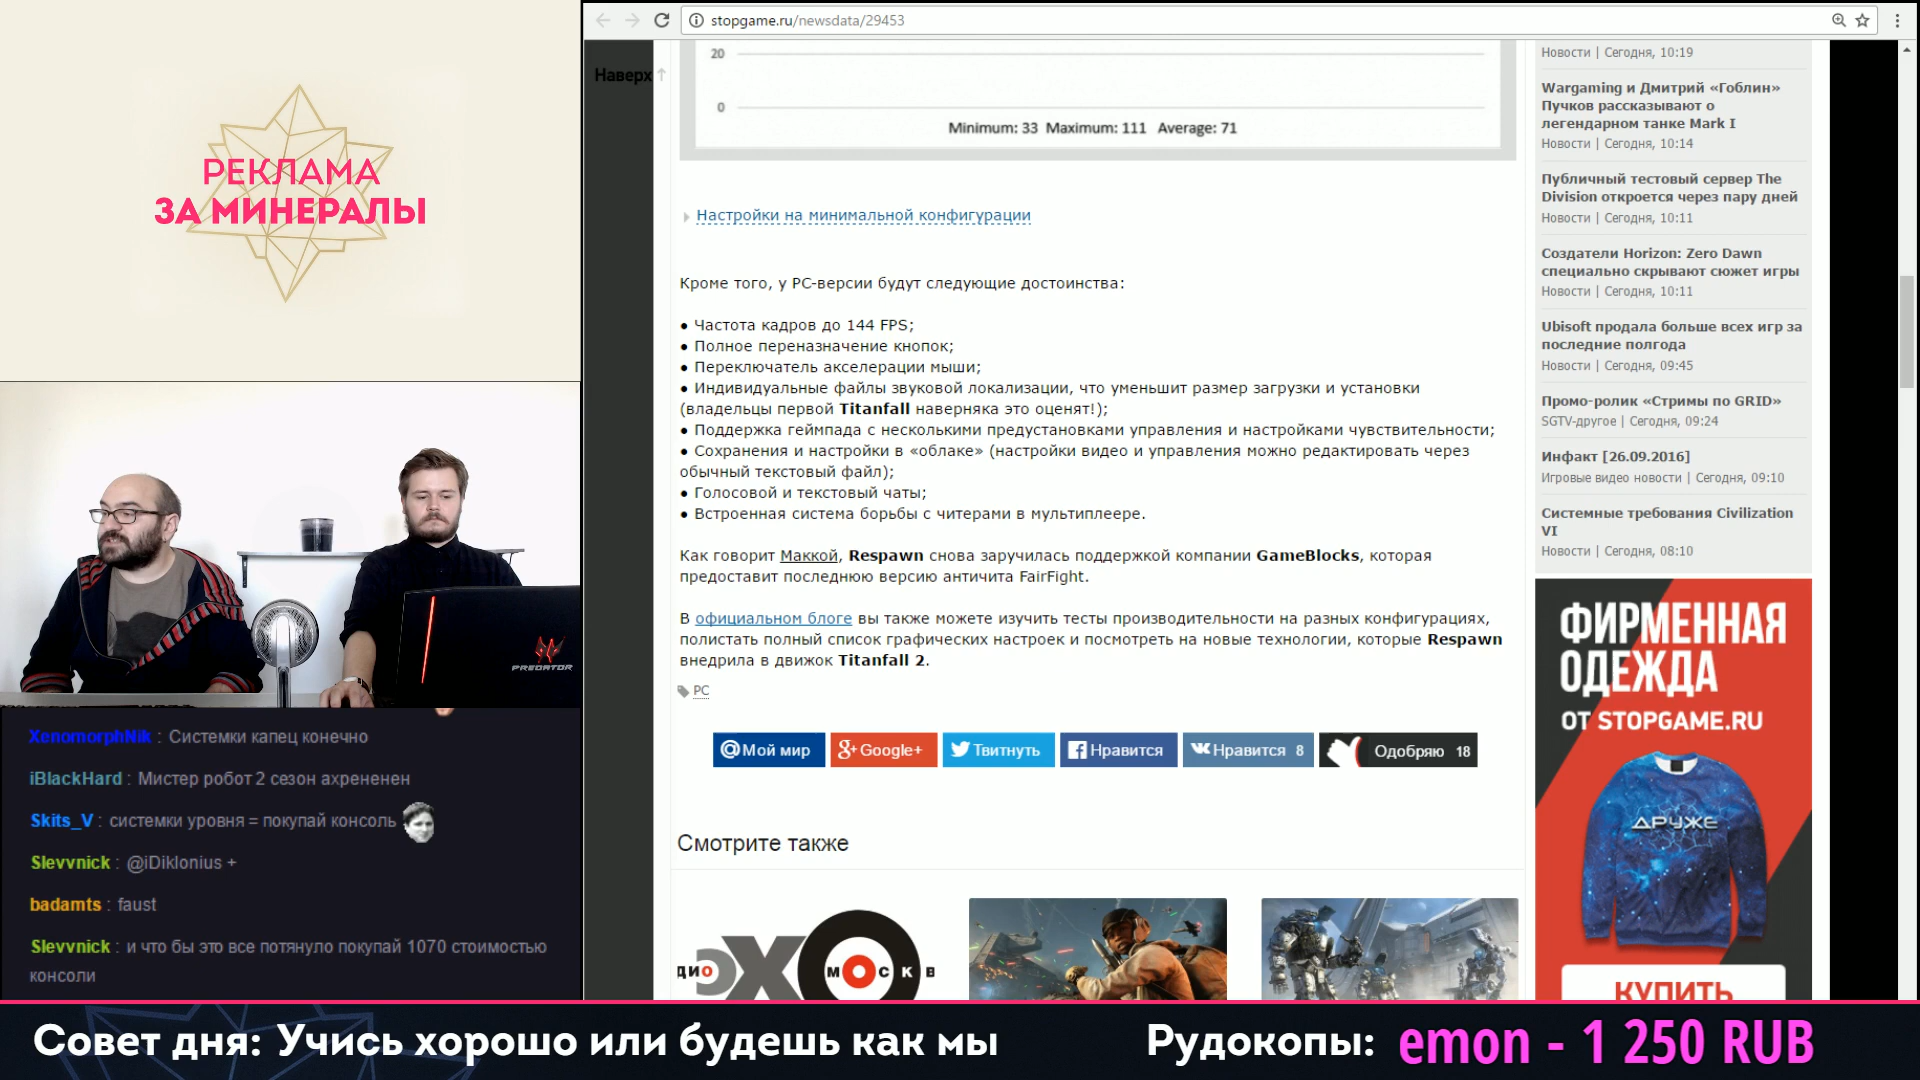 РЕКЛАМА
ЗА МИНЕРАЛЫ
PREDATOR
XenomorphNik : Системки капец конечно
iBlackHard : Мистер робот 2 сезон ахрененен
Skits_V : системки уровня = покупай консоль
Slevvnick : @iDiklonius +
badamts : faust
Slevvnick : и что бы это все потянуло покупай 1070 стоимостью
консоли
stopgame.ru/newsdata/29453
Наверх ↑
20
0
Minimum: 33 Maximum: 111 Average: 71
Настройки на минимальной конфигурации
Кроме того, у PC-версии будут следующие достоинства:
● Частота кадров до 144 FPS;
● Полное переназначение кнопок;
● Переключатель акселерации мыши;
● Индивидуальные файлы звуковой локализации, что уменьшит размер загрузки и установки
(владельцы первой Titanfall наверняка это оценят!);
● Поддержка геймпада с несколькими предустановками управления и настройками чувствительности;
● Сохранения и настройки в «облаке» (настройки видео и управления можно редактировать через
обычный текстовый файл);
● Голосовой и текстовый чаты;
● Встроенная система борьбы с читерами в мультиплеере.
Как говорит Маккой, Respawn снова заручилась поддержкой компании GameBlocks, которая
предоставит последнюю версию античита FairFight.
В официальном блоге вы также можете изучить тесты производительности на разных конфигурациях,
полистать полный список графических настроек и посмотреть на новые технологии, которые Respawn
внедрила в движок Titanfall 2.
PC
@Мой мир
g+ Google+
Твитнуть
Нравится
Нравится 8
Одобряю 18
Смотрите также
ДИО
ЭХО
МОСКВ
Новости | Сегодня, 10:19
Wargaming и Дмитрий «Гоблин»
Пучков рассказывают о
легендарном танке Mark I
Новости | Сегодня, 10:14
Публичный тестовый сервер The
Division откроется через пару дней
Новости | Сегодня, 10:11
Создатели Horizon: Zero Dawn
специально скрывают сюжет игры
Новости | Сегодня, 10:11
Ubisoft продала больше всех игр за
последние полгода
Новости | Сегодня, 09:45
Промо-ролик «Стримы по GRID»
SGTV-другое | Сегодня, 09:24
Инфакт [26.09.2016]
Игровые видео новости | Сегодня, 09:10
Системные требования Civilization
VI
Новости | Сегодня, 08:10
ФИРМЕННАЯ
ОДЕЖДА
ОТ STOPGAME.RU
ДРУЖЕ
КУПИТЬ
Совет дня: Учись хорошо или будешь как мы
Рудокопы: emon - 1 250 RUB